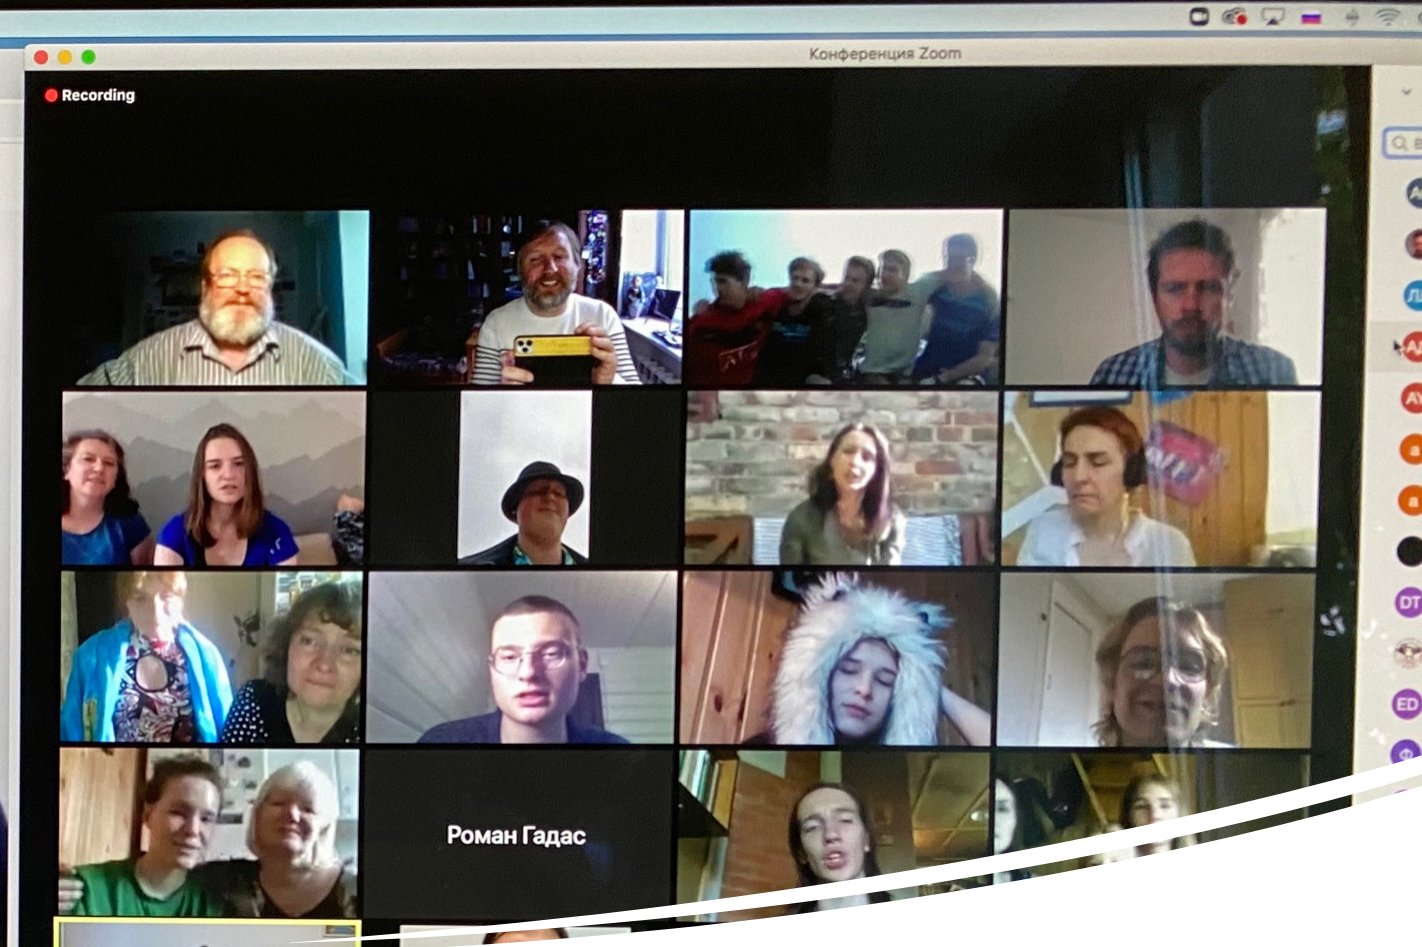 Конференция Zoom
Recording
Л
DT
ED
Ф
Роман Гадас